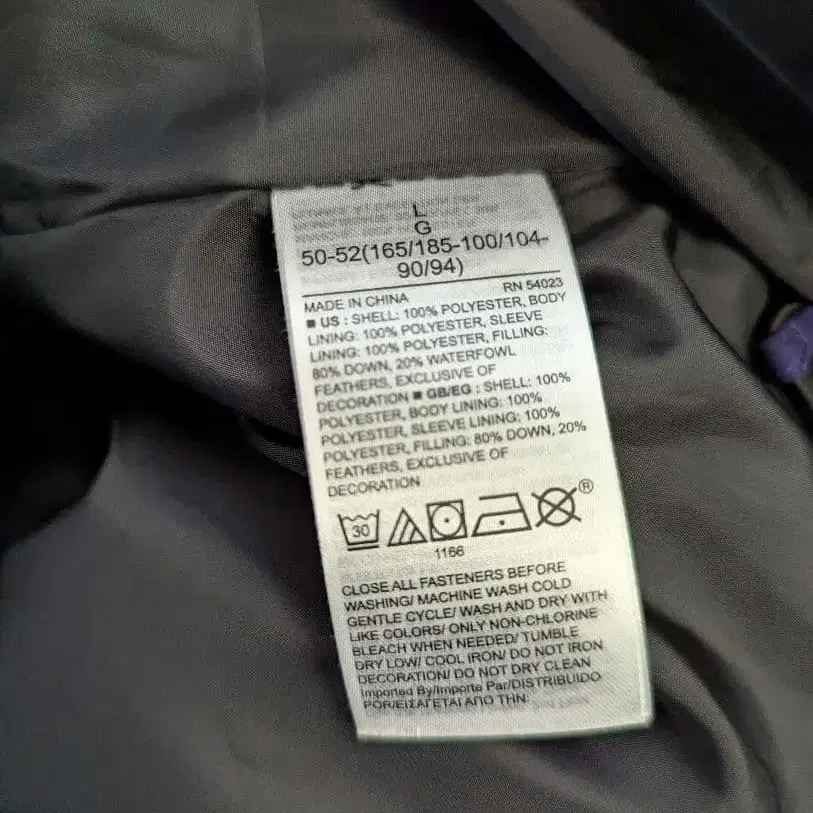 L
G
50-52(165/185-100/104-
90/94)
RN 54023
MADE IN CHINA
■ US : SHELL: 100% POLYESTER, BODY
LINING: 100% POLYESTER, SLEEVE
LINING: 100% POLYESTER, FILLING:
80% DOWN, 20% WATERFOWL
FEATHERS, EXCLUSIVE OF
DECORATION ■ GB/EG : SHELL: 100%
POLYESTER, BODY LINING: 100%
POLYESTER, SLEEVE LINING: 100%
POLYESTER, FILLING: 80% DOWN, 20%
FEATHERS, EXCLUSIVE OF
DECORATION
30 ®
1166
CLOSE ALL FASTENERS BEFORE
WASHING/ MACHINE WASH COLD
GENTLE CYCLE/ WASH AND DRY WITH
LIKE COLORS/ ONLY NON-CHLORINE
BLEACH WHEN NEEDED/ TUMBLE
DRY LOW/ COOL IRON/ DO NOT IRON
DECORATION/ DO NOT DRY CLEAN
Imported By/Importe Par/DISTRIBUIDO
POR/ΕΙΣΑΓΕΤΑΙ ΑΠΟ ΤΗΝ: